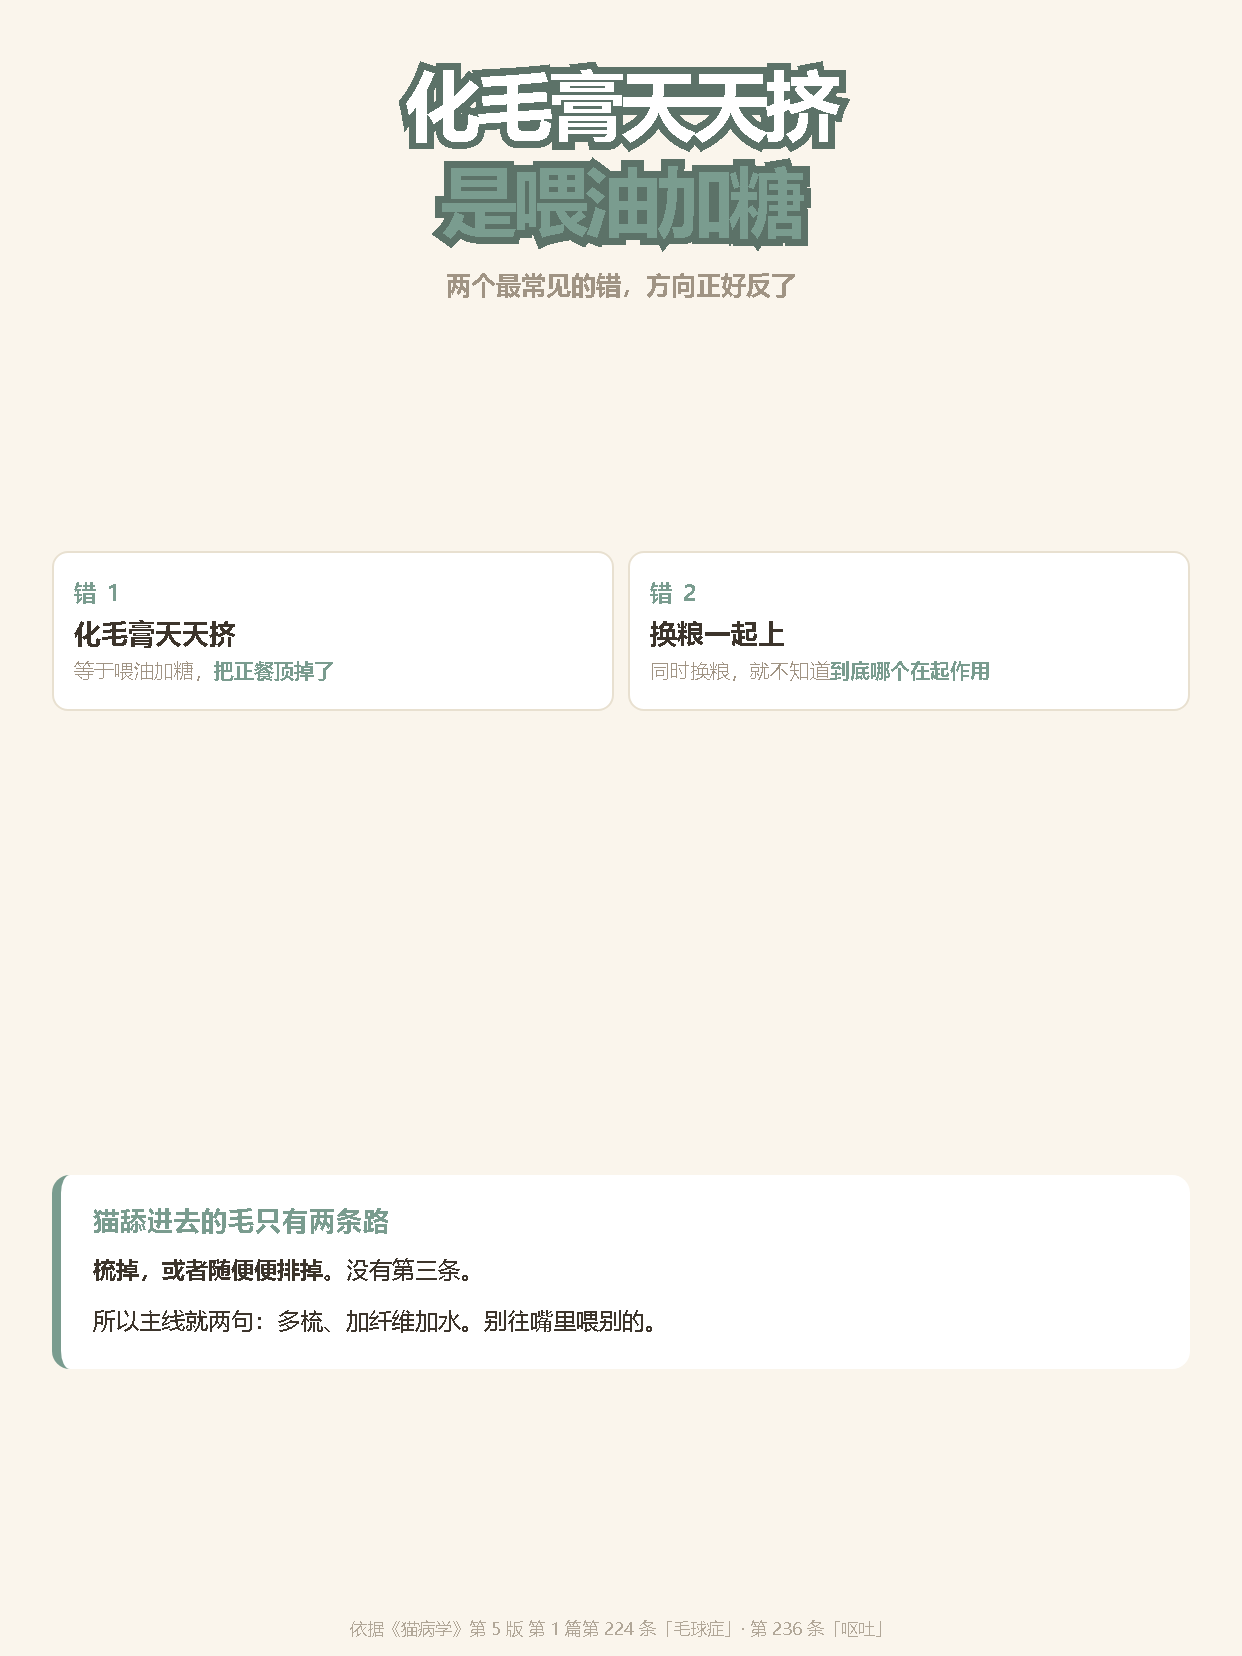 化毛膏天天挤
是喂油加糖
两个最常见的错，方向正好反了
错 1
化毛膏天天挤
等于喂油加糖，把正餐顶掉了
错 2
换粮一起上
同时换粮，就不知道到底哪个在起作用
猫舔进去的毛只有两条路
梳掉，或者随便便排掉。没有第三条。
所以主线就两句：多梳、加纤维加水。别往嘴里喂别的。
依据《猫病学》第 5 版 第 1 篇第 224 条「毛球症」· 第 236 条「呕吐」